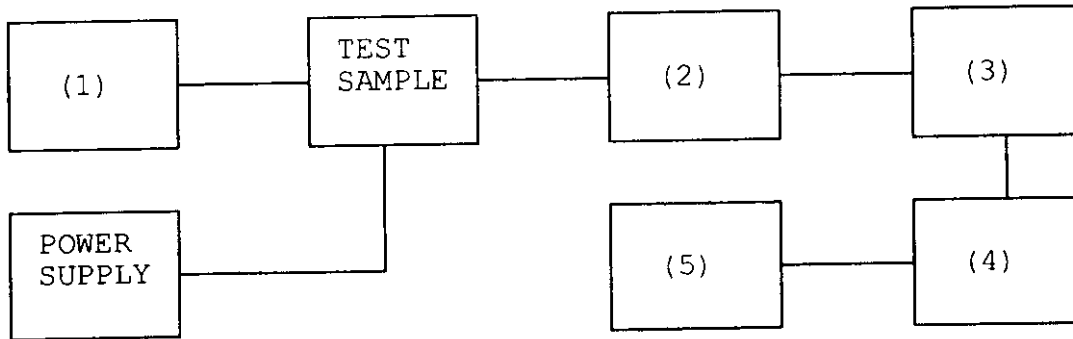 (1)
TEST
SAMPLE
(2)
(3)
POWER
SUPPLY
(5)
(4)